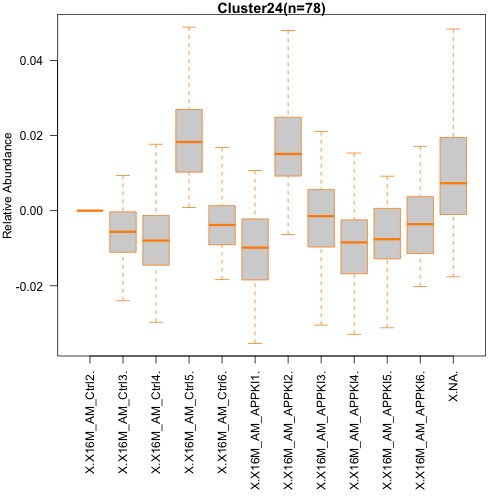 Cluster24(n=78)
Relative Abundance
0.04
0.02
0.00
-0.02
X.X16M_AM_Ctrl2.
X.X16M_AM_Ctrl3.
X.X16M_AM_Ctrl4.
X.X16M_AM_Ctrl5.
X.X16M_AM_Ctrl6.
X.X16M_AM_APPKI1.
X.X16M_AM_APPKI2.
X.X16M_AM_APPKI3.
X.X16M_AM_APPKI4.
X.X16M_AM_APPKI5.
X.X16M_AM_APPKI6.
X.NA.